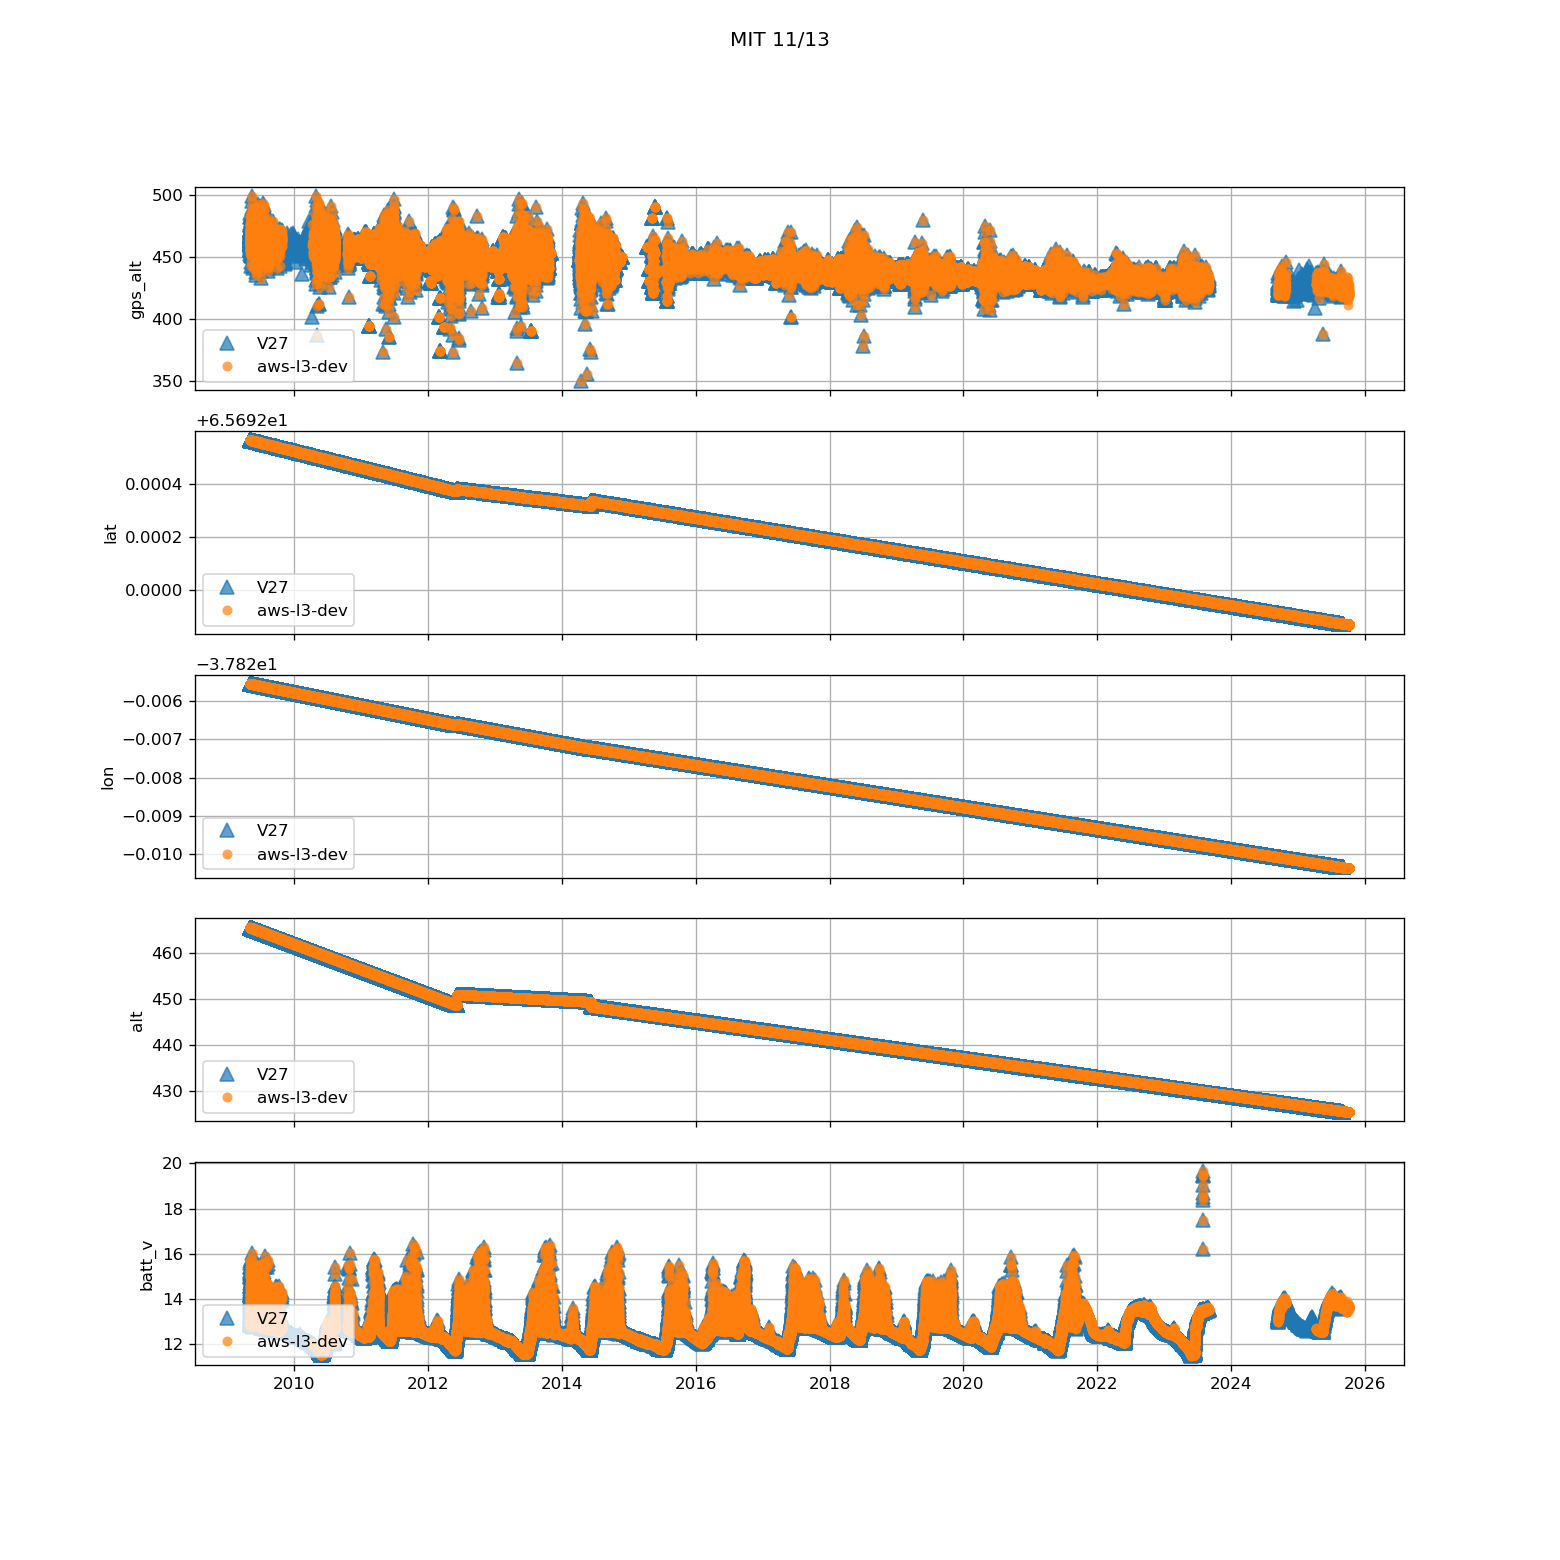 MIT 11/13
500
450
400
350
gps_alt
V27
aws-l3-dev
+6.5692e1
0.0004
0.0002
0.0000
lat
V27
aws-l3-dev
−3.782e1
−0.006
−0.007
−0.008
−0.009
−0.010
lon
V27
aws-l3-dev
460
450
440
430
alt
V27
aws-l3-dev
20
18
16
14
12
batt_v
V27
aws-l3-dev
2010 2012 2014 2016 2018 2020 2022 2024 2026